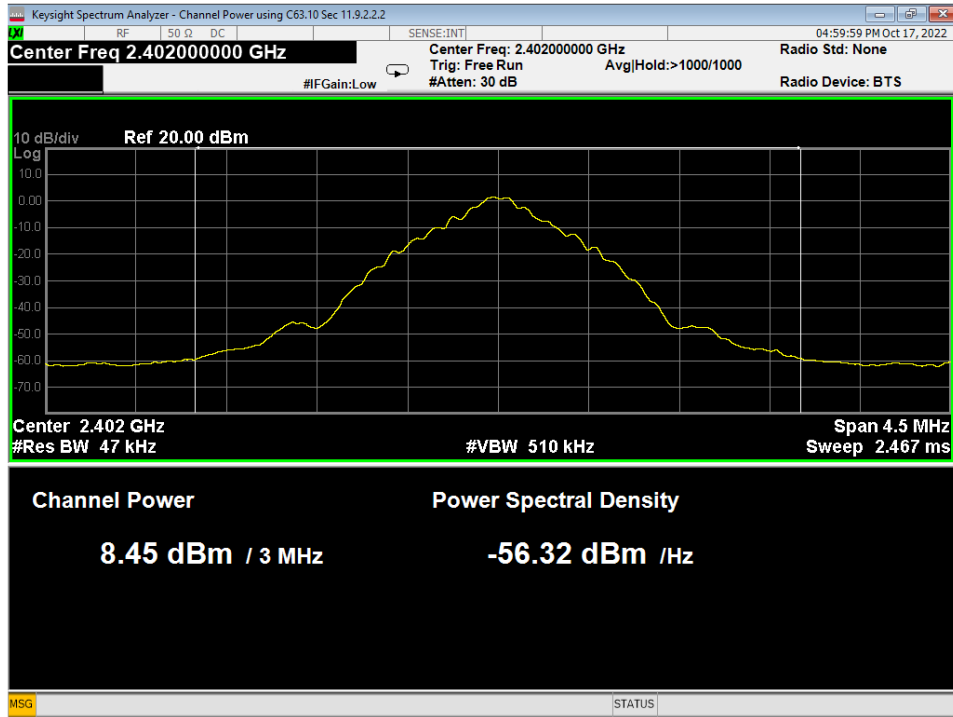 Keysight Spectrum Analyzer - Channel Power using C63.10 Sec 11.9.2.2.2
LXI RF 50 Ω DC SENSE:INT 04:59:59 PM Oct 17, 2022
Center Freq 2.402000000 GHz Center Freq: 2.402000000 GHz Radio Std: None
Trig: Free Run Avg|Hold:>1000/1000
#IFGain:Low #Atten: 30 dB Radio Device: BTS
10 dB/div Ref 20.00 dBm
Log
10.0
0.00
-10.0
-20.0
-30.0
-40.0
-50.0
-60.0
-70.0
Center 2.402 GHz Span 4.5 MHz
#Res BW 47 kHz #VBW 510 kHz Sweep 2.467 ms
Channel Power Power Spectral Density
8.45 dBm / 3 MHz -56.32 dBm /Hz
MSG STATUS